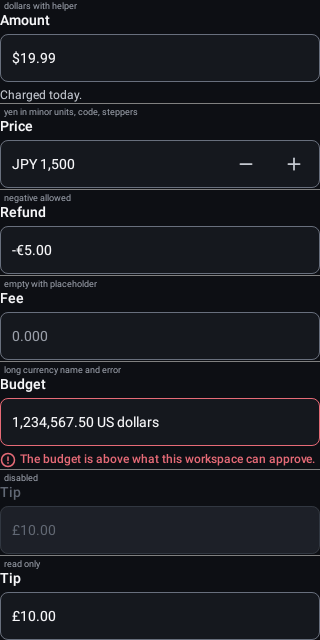 dollars with helper
Amount
$19.99
Charged today.
yen in minor units, code, steppers
Price
JPY 1,500
negative allowed
Refund
-€5.00
empty with placeholder
Fee
0.000
long currency name and error
Budget
1,234,567.50 US dollars
The budget is above what this workspace can approve.
disabled
Tip
£10.00
read only
Tip
£10.00